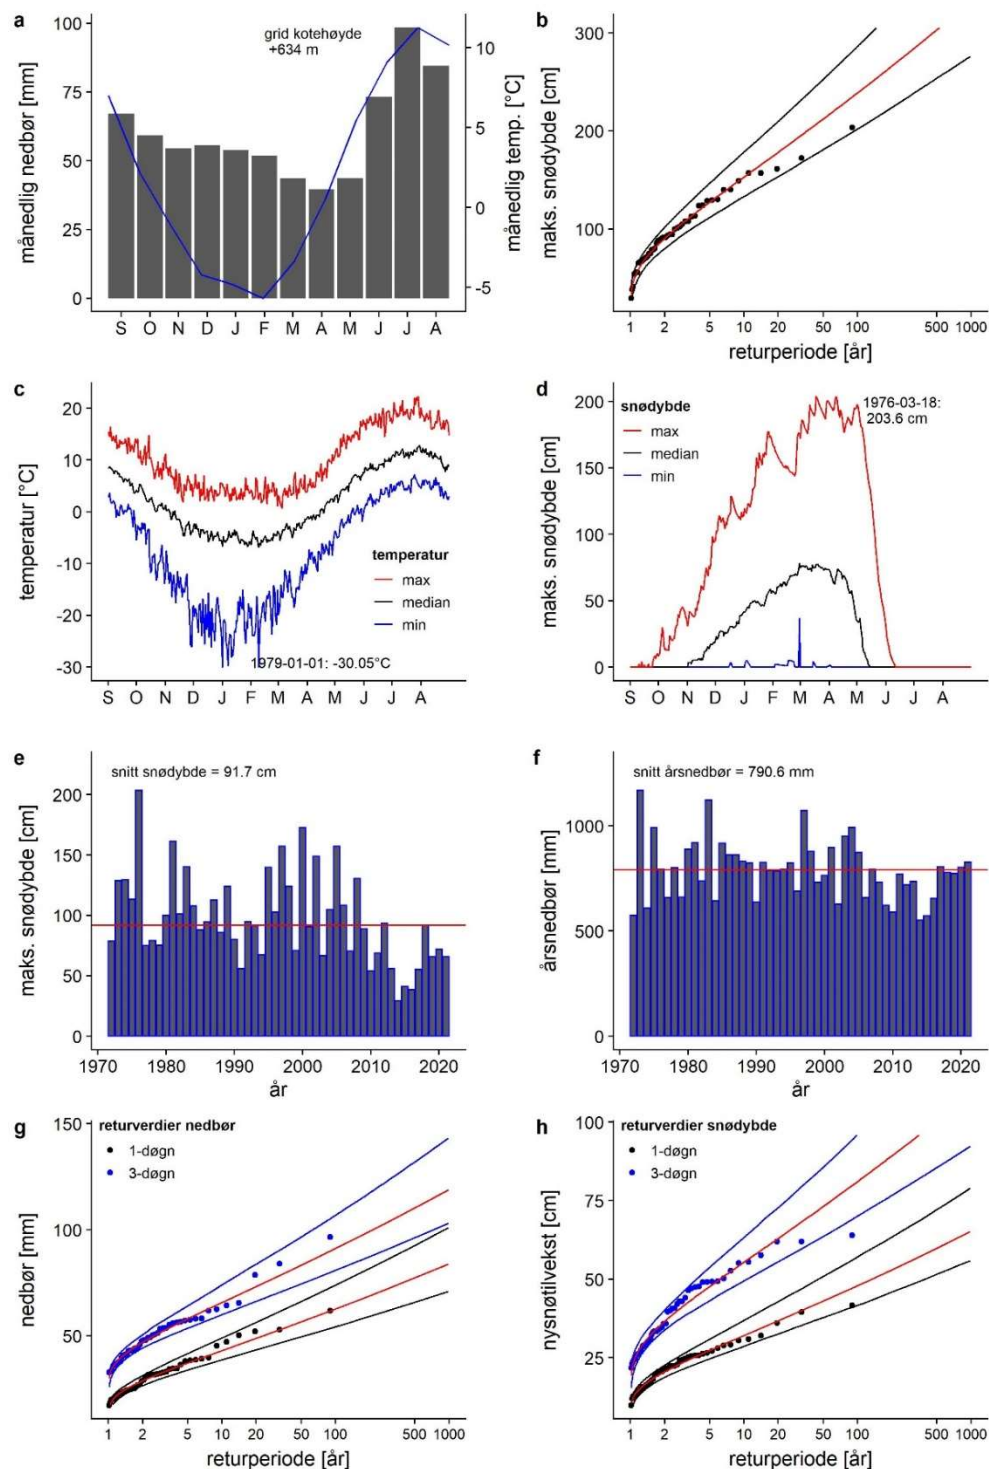 a
månedlig nedbør [mm]
100
75
50
25
0
grid kotehøyde
+634 m
10
5
0
-5
månedlig temp. [°C]
S O N D J F M A M J J A
b
maks. snødybde [cm]
300
200
100
1 2 5 10 20 50 100 500 1000
returperiode [år]
c
temperatur [°C]
20
10
0
-10
-20
-30
temperatur
max
median
min
1979-01-01: -30.05°C
S O N D J F M A M J J A
d
maks. snødybde [cm]
200
150
100
50
0
snødybde
max
median
min
1976-03-18:
203.6 cm
S O N D J F M A M J J A
e
maks. snødybde [cm]
200
150
100
50
0
snitt snødybde = 91.7 cm
1970 1980 1990 2000 2010 2020
år
f
årsnedbør [mm]
1000
500
0
snitt årsnedbør = 790.6 mm
1970 1980 1990 2000 2010 2020
år
g
nedbør [mm]
150
100
50
returverdier nedbør
1-døgn
3-døgn
1 2 5 10 20 50 100 500 1000
returperiode [år]
h
nysnøtilvekst [cm]
100
75
50
25
returverdier snødybde
1-døgn
3-døgn
1 2 5 10 20 50 100 500 1000
returperiode [år]